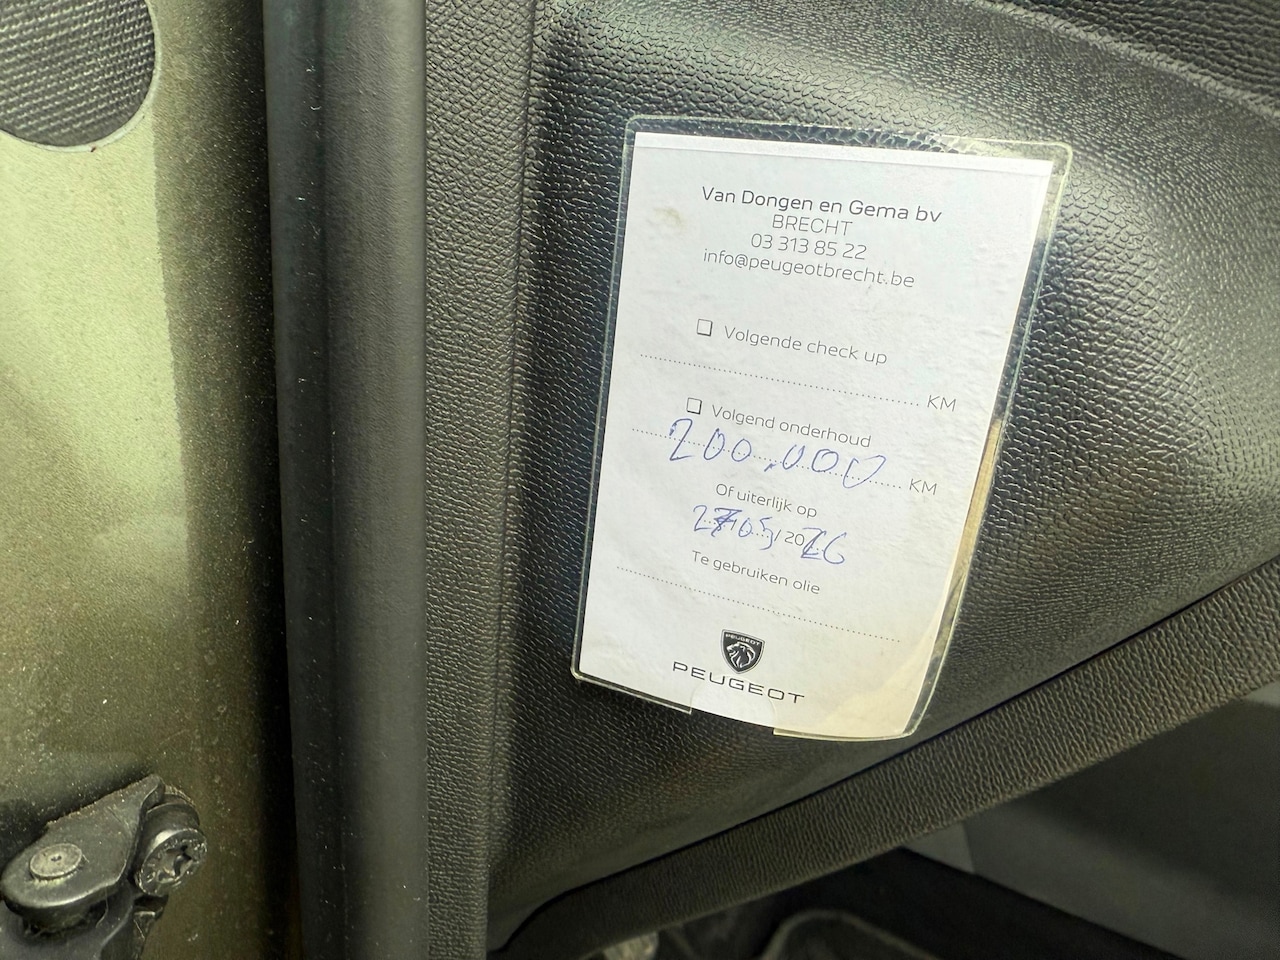 Van Dongen en Gema bv
BRECHT
03 313 85 22
info@peugeotbrecht.be
Volgende check up
KM
Volgend onderhoud
200.000 KM
Of uiterlijk op
27/05/2026
Te gebruiken olie
PEUGEOT
PEUGEOT